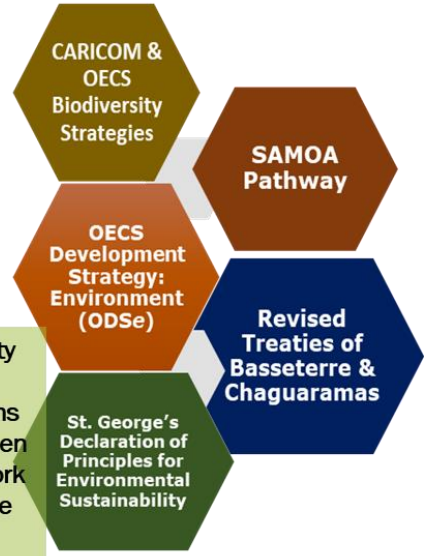 CARICOM &
OECS
Biodiversity
Strategies
SAMOA
Pathway
OECS
Development
Strategy:
Environment
(ODSe)
Revised
Treaties of
Basseterre &
Chaguaramas
St. George's
Declaration of
Principles for
Environmental
Sustainability